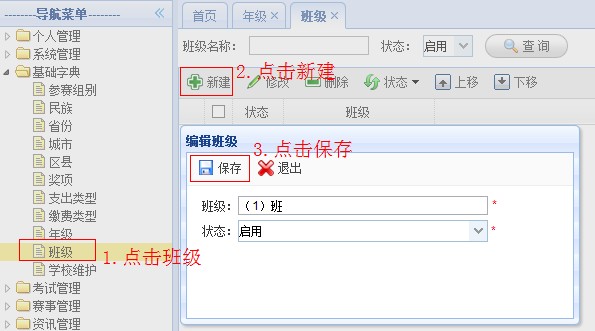 --------导航菜单--------
个人管理
系统管理
基础字典
参赛组别
民族
省份
城市
区县
奖项
支出类型
缴费类型
年级
班级
学校维护
考试管理
赛事管理
资讯管理
首页 年级 班级
班级名称: 状态: 启用 查询
新建 修改 删除 状态 上移 下移
2.点击新建
状态 班级
编辑班级
保存 退出
3.点击保存
班级: （1）班 *
状态: 启用 *
1.点击班级